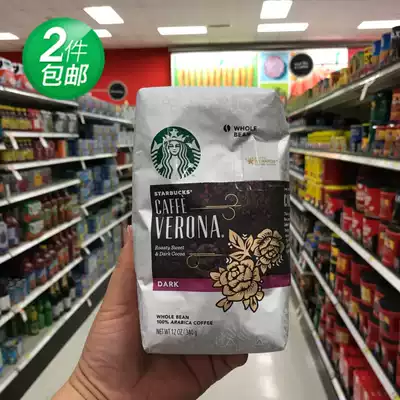 2件
包邮
WHOLE
BEAN
STARBUCKS®
CAFFÈ
VERONA®
Roasty Sweet
& Dark Cocoa
DARK
WHOLE BEAN
100% ARABICA COFFEE
NET WT 12 OZ (340 g)